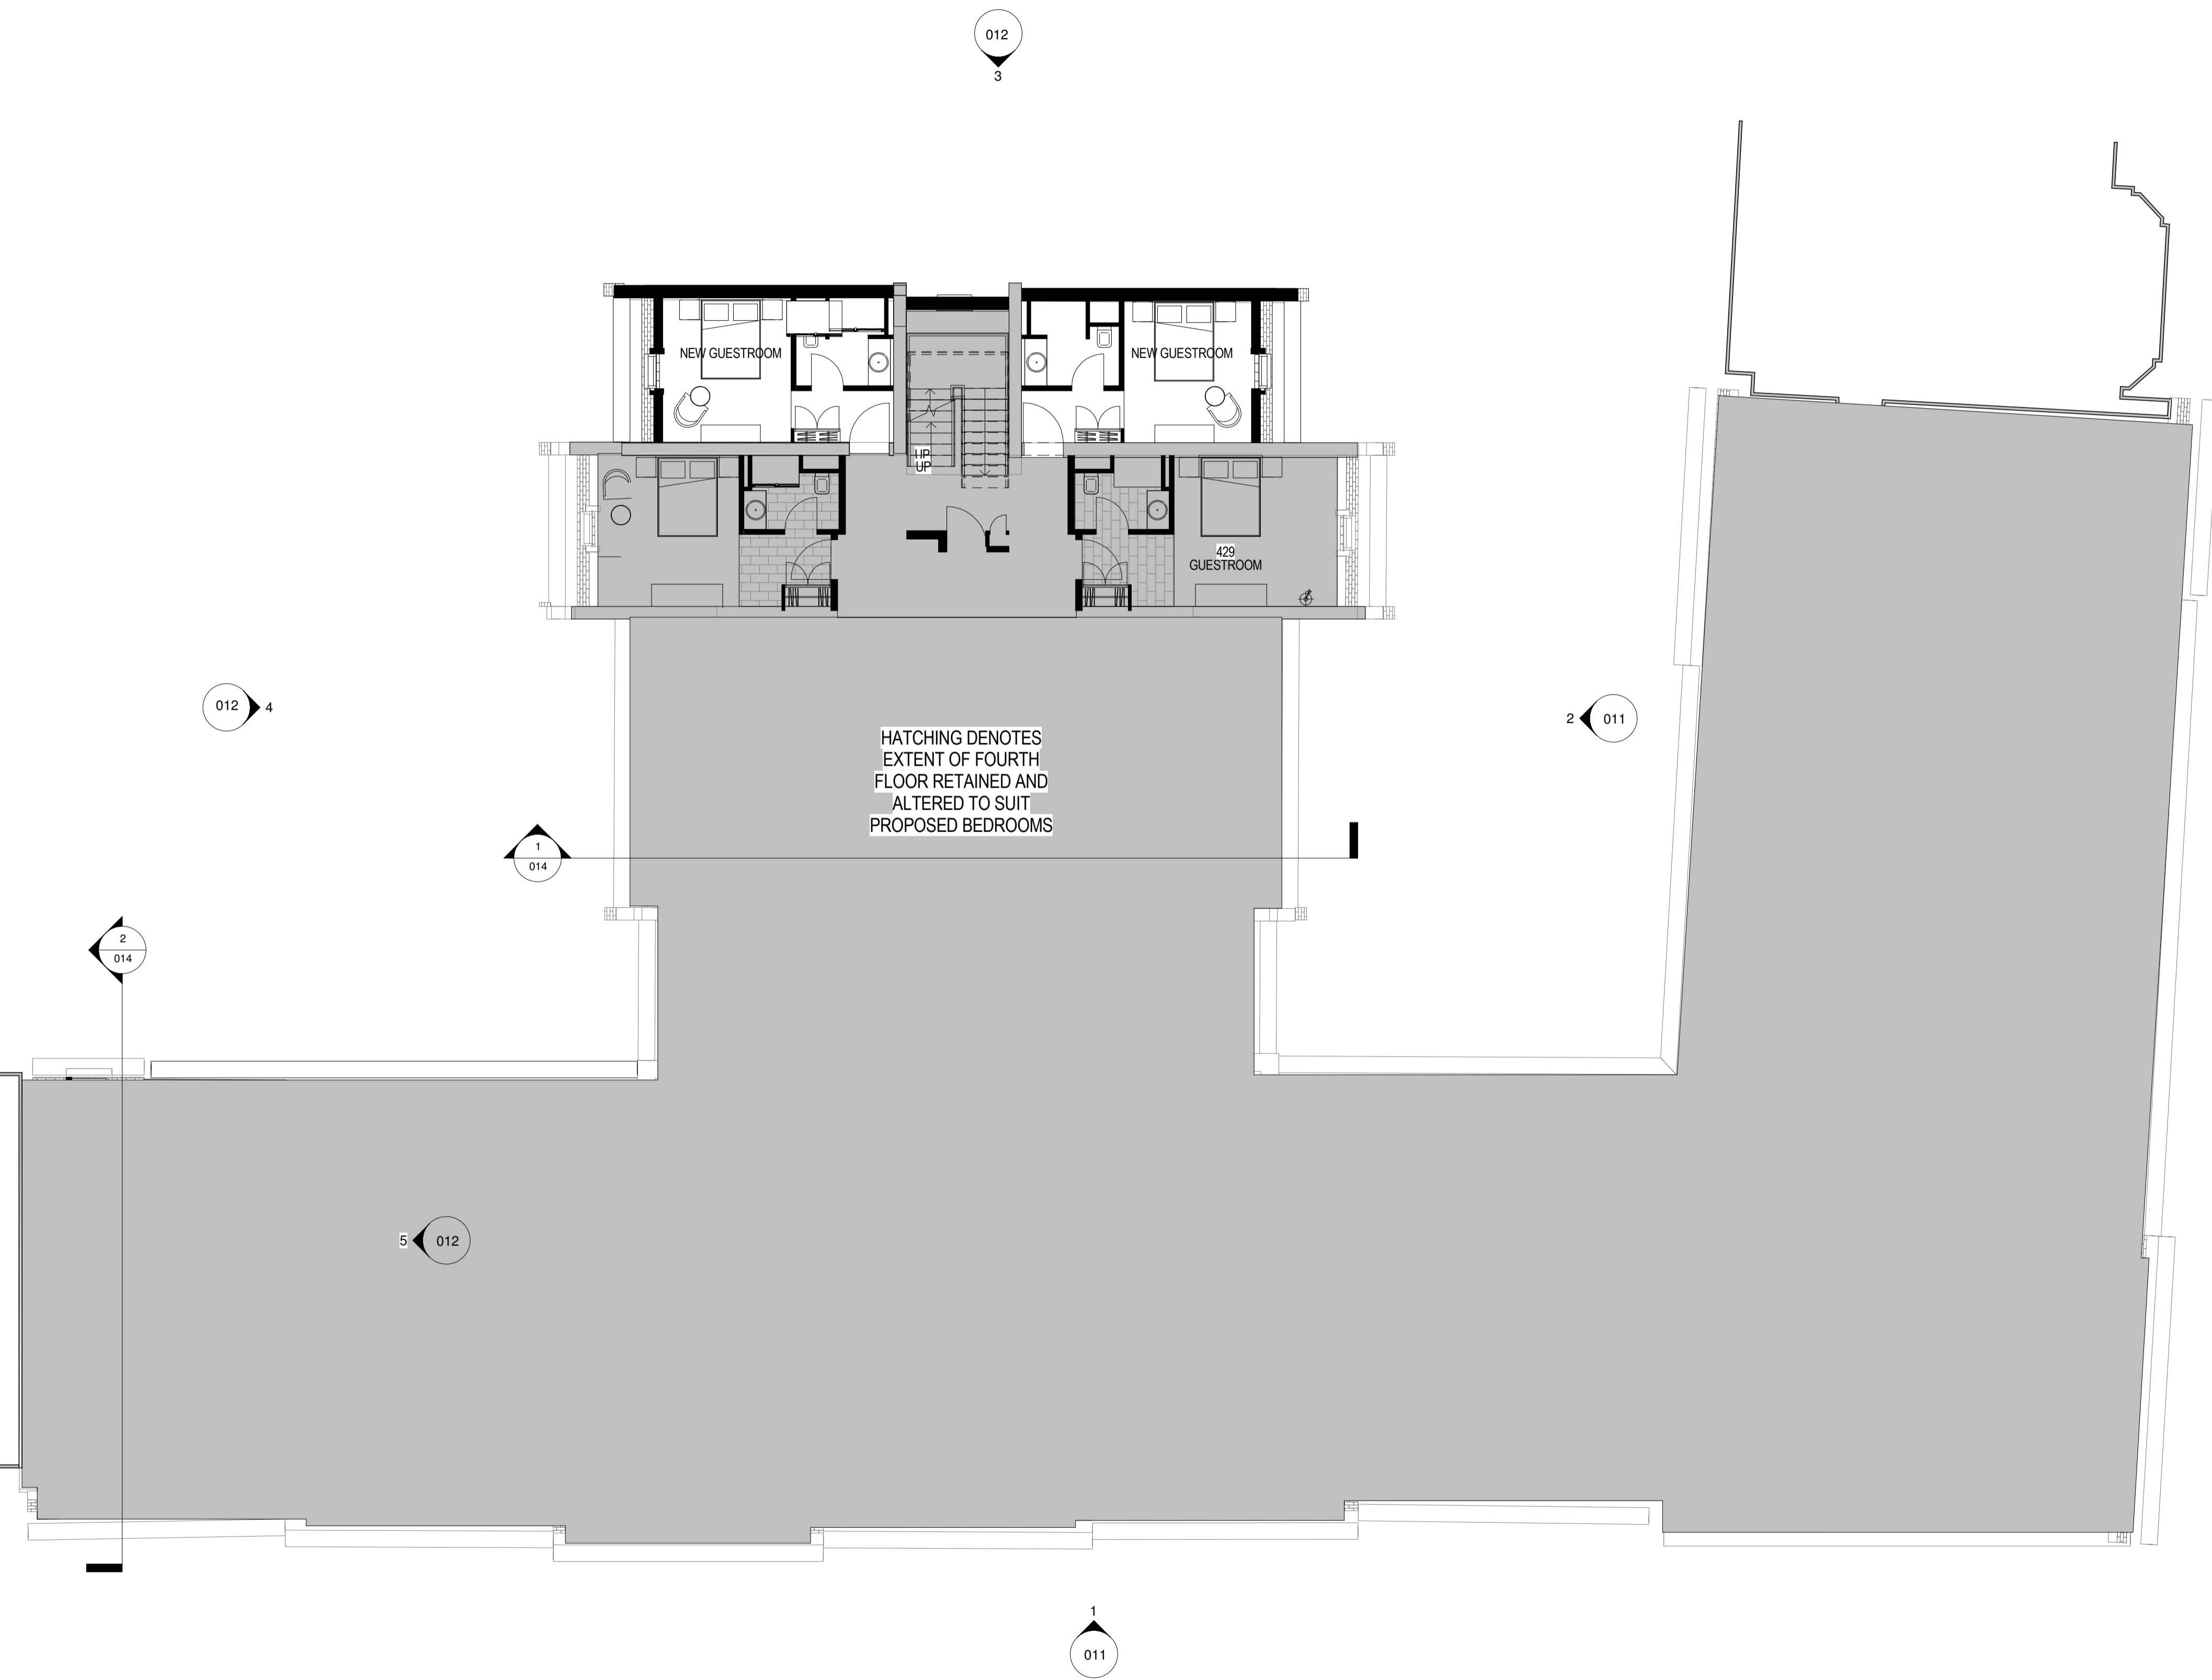 012
3
NEW GUESTROOM
NEW GUESTROOM
UP
UP
429
GUESTROOM
012
4
2
011
HATCHING DENOTES
EXTENT OF FOURTH
FLOOR RETAINED AND
ALTERED TO SUIT
PROPOSED BEDROOMS
1
014
2
014
5
012
1
011